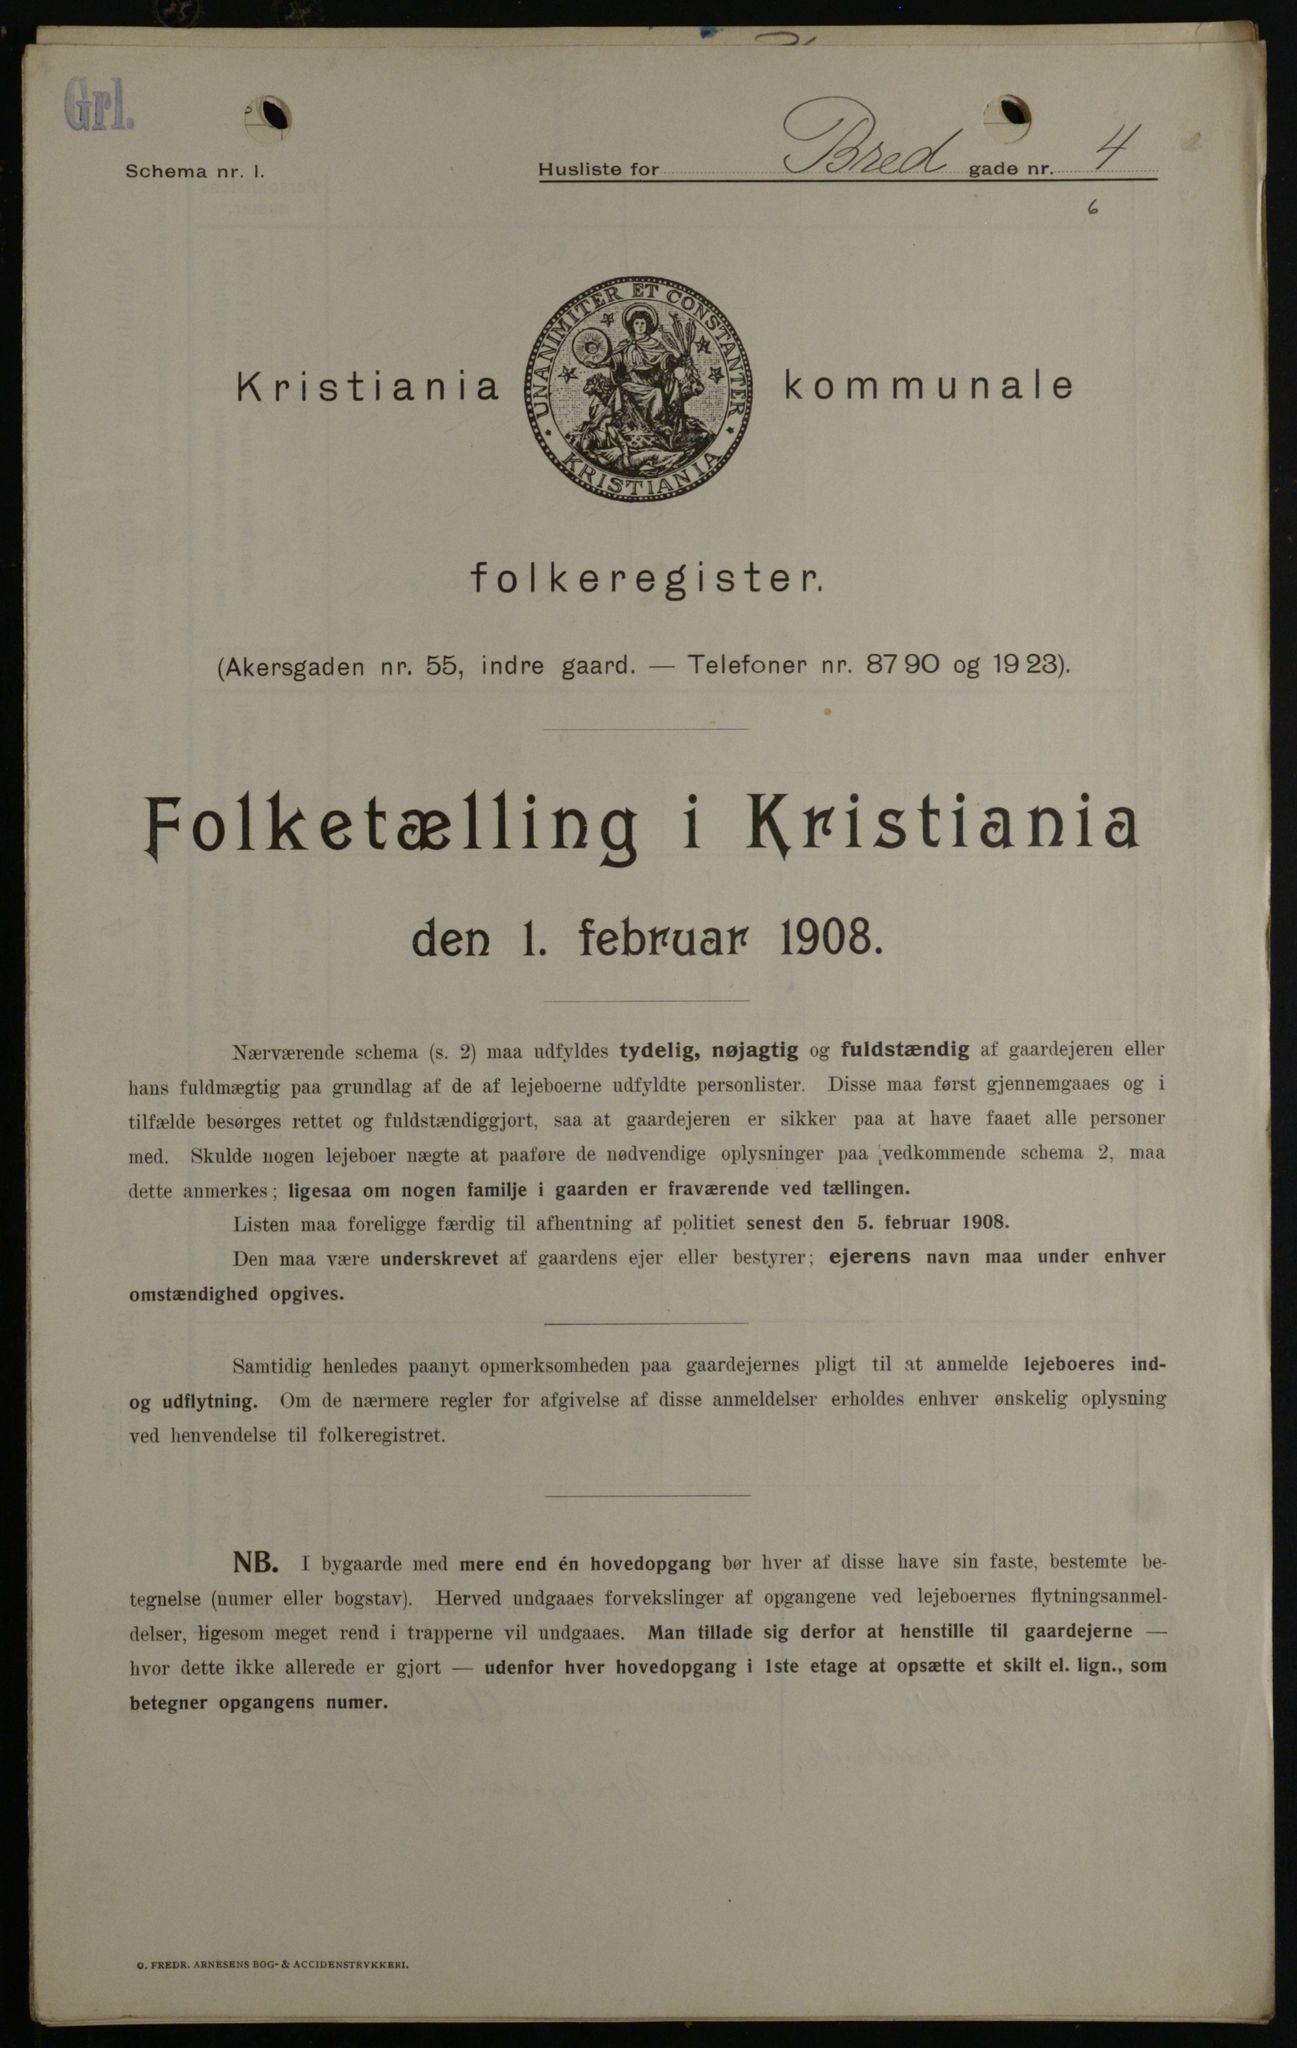 Grl.
Schema nr. 1.
Husliste for Bred gade nr. 4
6
UNANIMITER ET CONSTANTER
KRISTIANIA
Kristiania kommunale
folkeregister.
(Akersgaden nr. 55, indre gaard. — Telefoner nr. 87 90 og 19 23).
Folketælling i Kristiania
den 1. februar 1908.
Nærværende schema (s. 2) maa udfyldes tydelig, nøjagtig og fuldstændig af gaardejeren eller
hans fuldmægtig paa grundlag af de af lejeboerne udfyldte personlister. Disse maa først gjennemgaaes og i
tilfælde besørges rettet og fuldstændiggjort, saa at gaardejeren er sikker paa at have faaet alle personer
med. Skulde nogen lejeboer nægte at paaføre de nødvendige oplysninger paa vedkommende schema 2, maa
dette anmerkes; ligesaa om nogen familje i gaarden er fraværende ved tællingen.
Listen maa foreligge færdig til afhentning af politiet senest den 5. februar 1908.
Den maa være underskrevet af gaardens ejer eller bestyrer; ejerens navn maa under enhver
omstændighed opgives.
Samtidig henledes paanyt opmerksomheden paa gaardejernes pligt til at anmelde lejeboeres ind-
og udflytning. Om de nærmere regler for afgivelse af disse anmeldelser erholdes enhver ønskelig oplysning
ved henvendelse til folkeregistret.
NB. I bygaarde med mere end én hovedopgang bør hver af disse have sin faste, bestemte be-
tegnelse (numer eller bogstav). Herved undgaaes forvekslinger af opgangene ved lejeboernes flytningsanmel-
delser, ligesom meget rend i trapperne vil undgaaes. Man tillade sig derfor at henstille til gaardejerne —
hvor dette ikke allerede er gjort — udenfor hver hovedopgang i 1ste etage at opsætte et skilt el. lign., som
betegner opgangens numer.
O. FREDR. ARNESENS BOG- & ACCIDENSTRYKKERI.